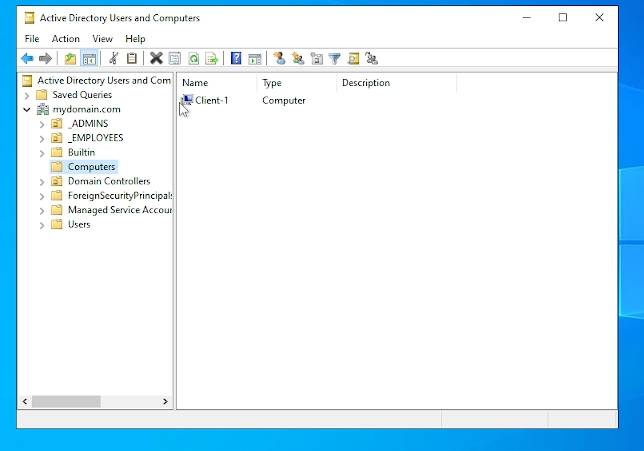 Active Directory Users and Computers
File Action View Help
Active Directory Users and Com
Name Type Description
Saved Queries
Client-1 Computer
mydomain.com
_ADMINS
_EMPLOYEES
Builtin
Computers
Domain Controllers
ForeignSecurityPrincipals
Managed Service Accour
Users